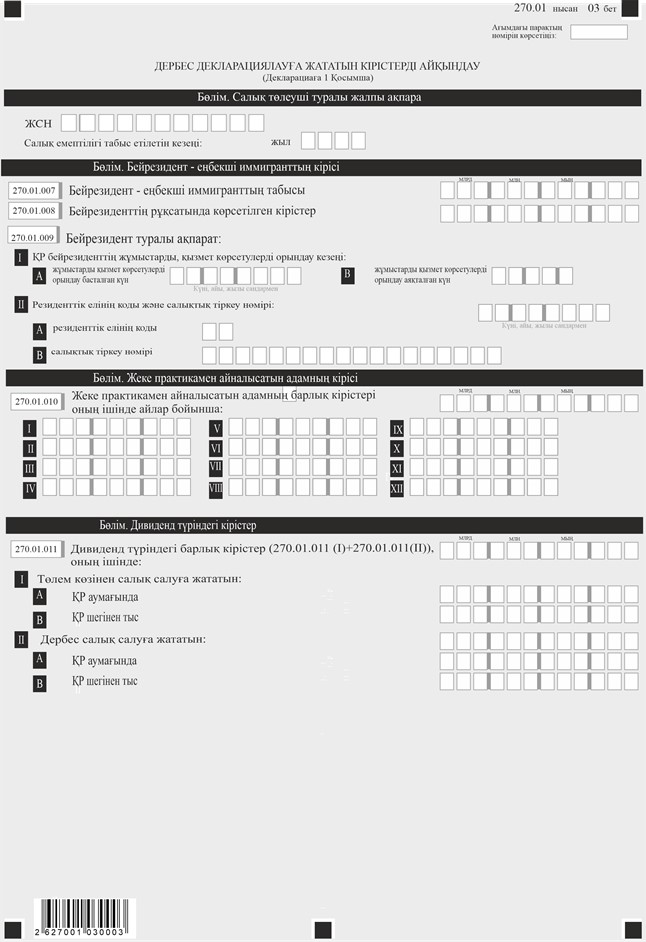 270.01 нысан 03 бет
Ағымдағы парақтың
нөмірін көрсетіңіз:
ДЕРБЕС ДЕКЛАРАЦИЯЛАУҒА ЖАТАТЫН КІРІСТЕРДІ АЙҚЫНДАУ
(Декларацияга 1 Қосымша)
Бөлім. Салық төлеуші туралы жалпы ақпара
ЖСН
Салық емептілігі табыс етілетін кезеңі: жыл
Бөлім. Бейрезидент - еңбекші иммигранттың кірісі
млрд млн мың
270.01.007 Бейрезидент - еңбекші иммигранттың табысы
270.01.008 Бейрезиденттің рұқсатында көрсетілген кірістер
270.01.009 Бейрезидент туралы ақпарат:
I ҚР бейрезиденттің жұмыстарды, қызмет көрсетулерді орындау кезеңі:
A жұмыстарды қызмет көрсетулерді B жұмыстарды қызмет көрсетулерді
орындау басталған күн орындау аяқталған күн
Күні, айы, жылы сандармен
II Резиденттік елінің коды және салықтық тіркеу нөмірі:
Күні, айы, жылы сандармен
A резиденттік елінің коды
B салықтық тіркеу нөмірі
Бөлім. Жеке практикамен айналысатын адамның кірісі
млрд млн мың
270.01.010 Жеке практикамен айналысатын адамның барлық кірістері
оның ішінде айлар бойынша:
I V IX
II VI X
III VII XI
IV VIII XII
Бөлім. Дивиденд түріндегі кірістер
млрд млн мың
270.01.011 Дивиденд түріндегі барлық кірістер (270.01.011 (I)+270.01.011(II)),
оның ішінде:
I Төлем көзінен салық салуға жататын:
A ҚР аумағында
B ҚР шегінен тыс
II Дербес салық салуға жататын:
A ҚР аумағында
B ҚР шегінен тыс
2 627001 030003